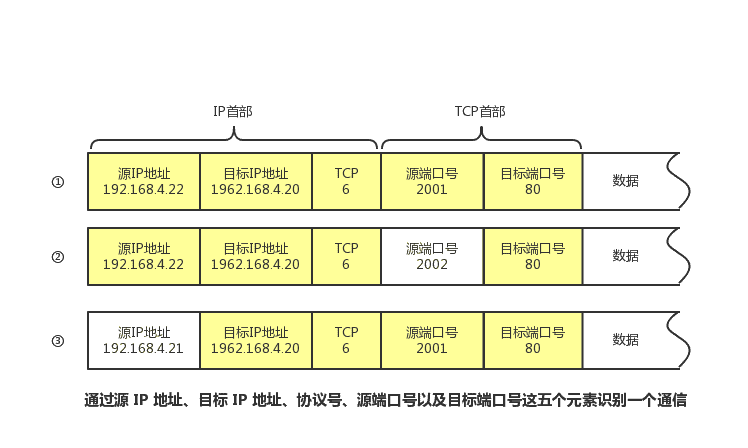 IP首部 TCP首部
① 源IP地址 目标IP地址 TCP 源端口号 目标端口号 数据
192.168.4.22 1962.168.4.20 6 2001 80
② 源IP地址 目标IP地址 TCP 源端口号 目标端口号 数据
192.168.4.22 1962.168.4.20 6 2002 80
③ 源IP地址 目标IP地址 TCP 源端口号 目标端口号 数据
192.168.4.21 1962.168.4.20 6 2001 80
通过源 IP 地址、目标 IP 地址、协议号、源端口号以及目标端口号这五个元素识别一个通信